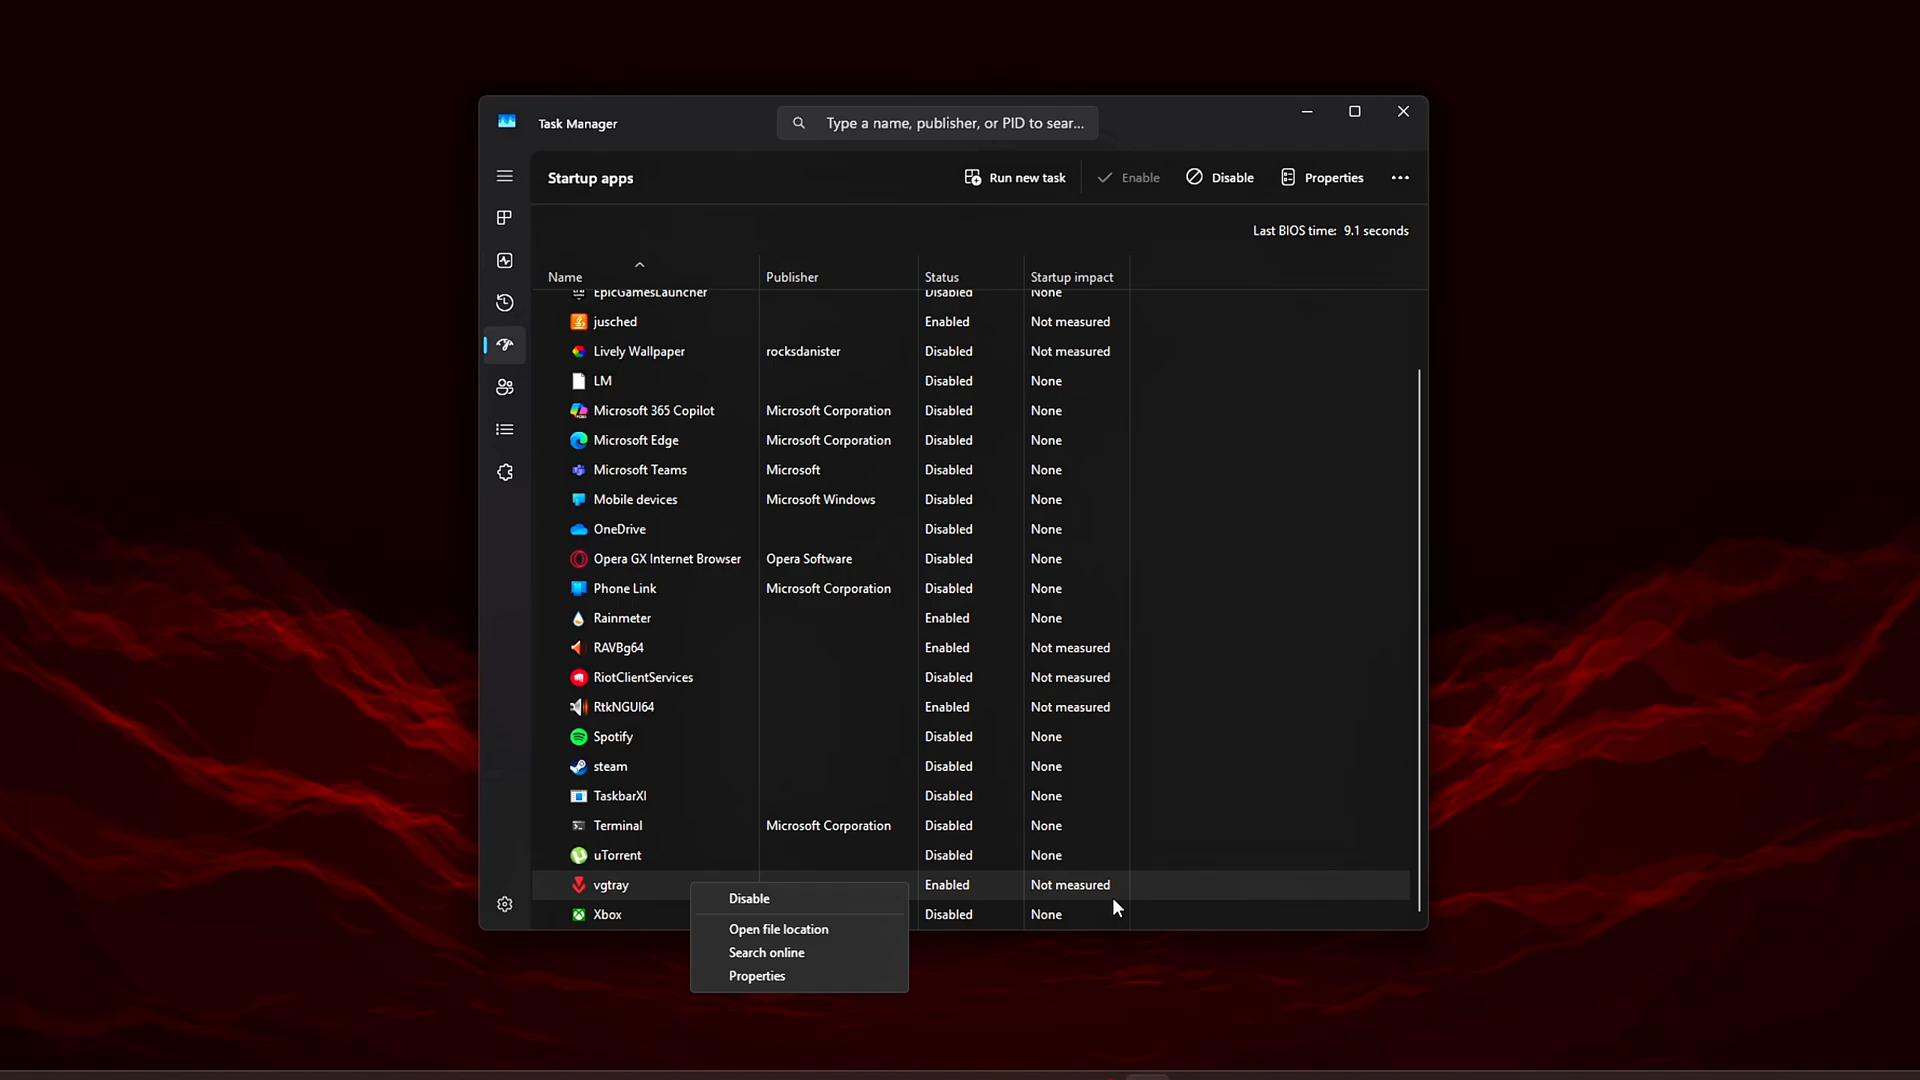 Task Manager
Type a name, publisher, or PID to sear...
Startup apps
Run new task
Enable
Disable
Properties
Last BIOS time: 9.1 seconds
Name Publisher Status Startup impact
EpicGamesLauncher Disabled None
jusched Enabled Not measured
Lively Wallpaper rocksdanister Disabled Not measured
LM Disabled None
Microsoft 365 Copilot Microsoft Corporation Disabled None
Microsoft Edge Microsoft Corporation Disabled None
Microsoft Teams Microsoft Disabled None
Mobile devices Microsoft Windows Disabled None
OneDrive Disabled None
Opera GX Internet Browser Opera Software Disabled None
Phone Link Microsoft Corporation Disabled None
Rainmeter Enabled None
RAVBg64 Enabled Not measured
RiotClientServices Disabled Not measured
RtkNGUI64 Enabled Not measured
Spotify Disabled None
steam Disabled None
TaskbarXI Disabled None
Terminal Microsoft Corporation Disabled None
uTorrent Disabled None
vgtray Enabled Not measured
Xbox Disabled None
Disable
Open file location
Search online
Properties